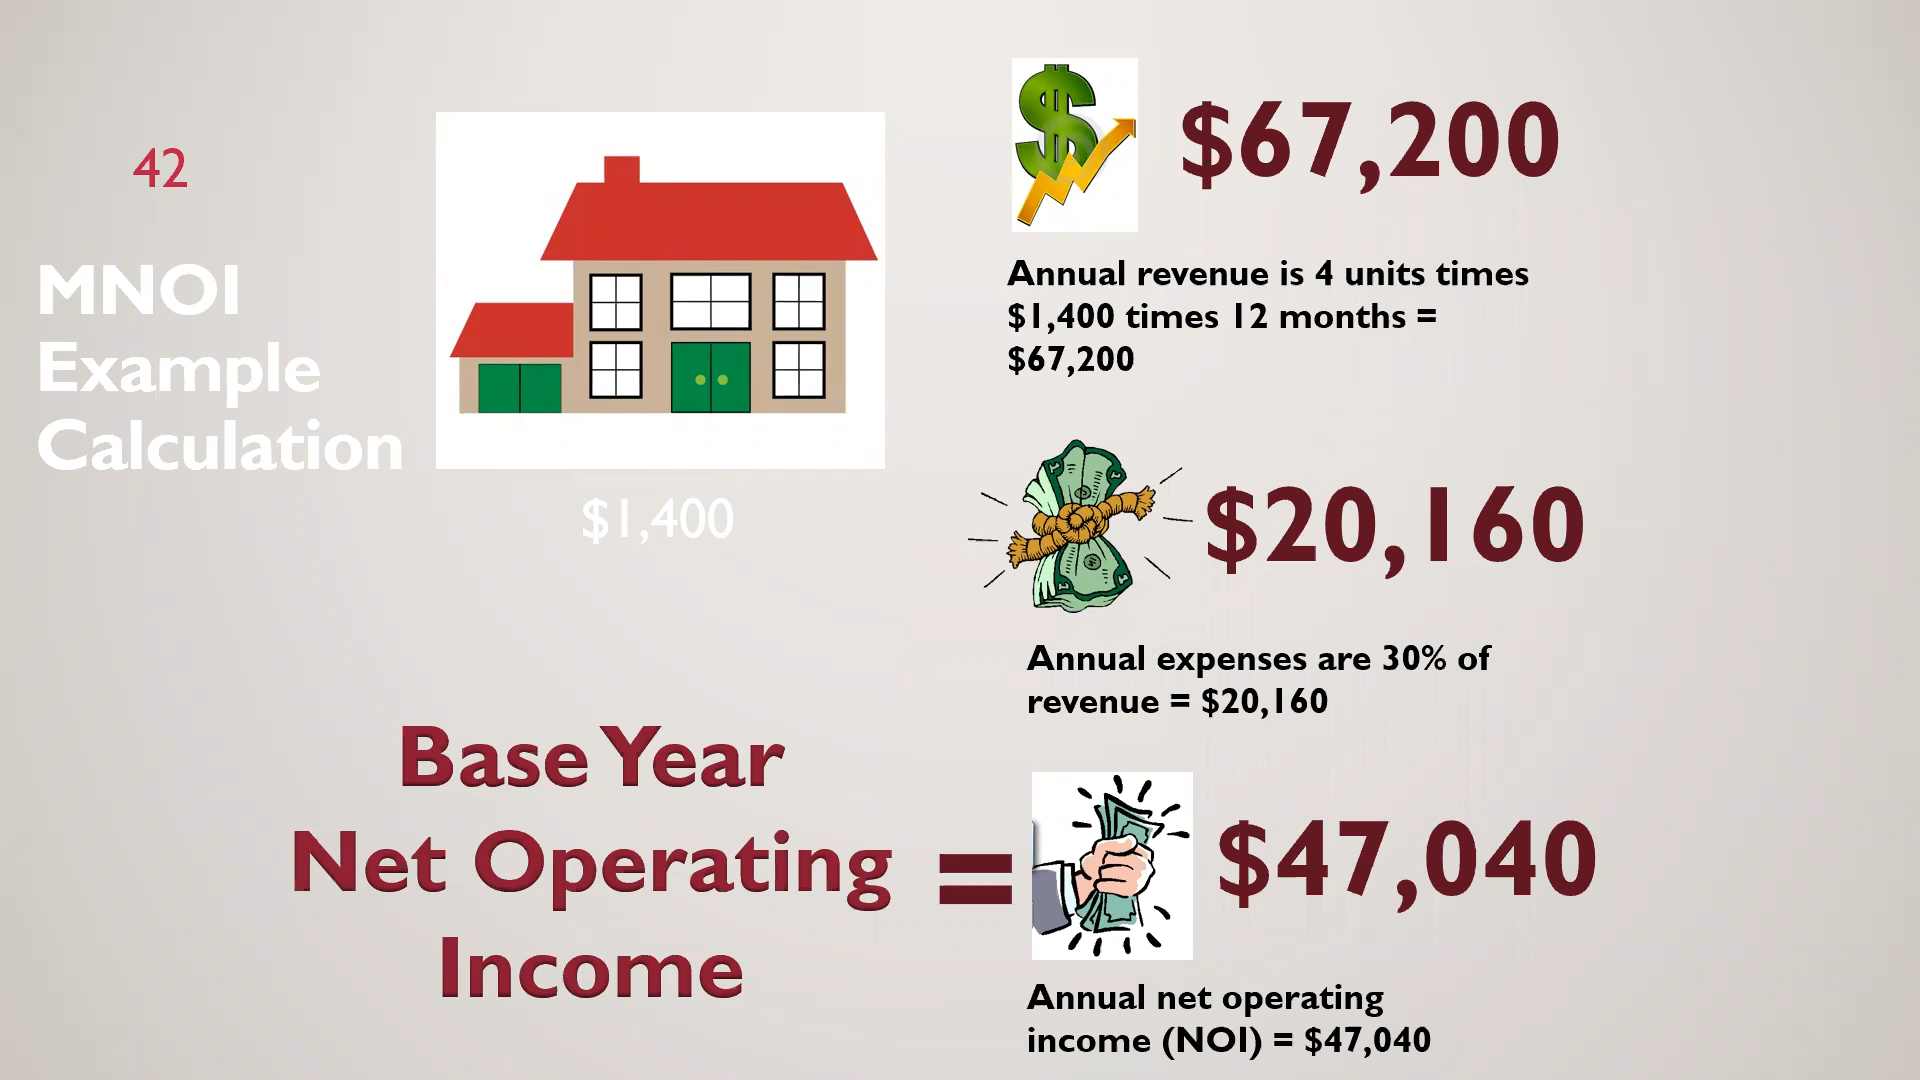 42
MNOI
Example
Calculation
$1,400
$67,200
Annual revenue is 4 units times
$1,400 times 12 months =
$67,200
$20,160
Annual expenses are 30% of
revenue = $20,160
Base Year
Net Operating
Income
=
$47,040
Annual net operating
income (NOI) = $47,040